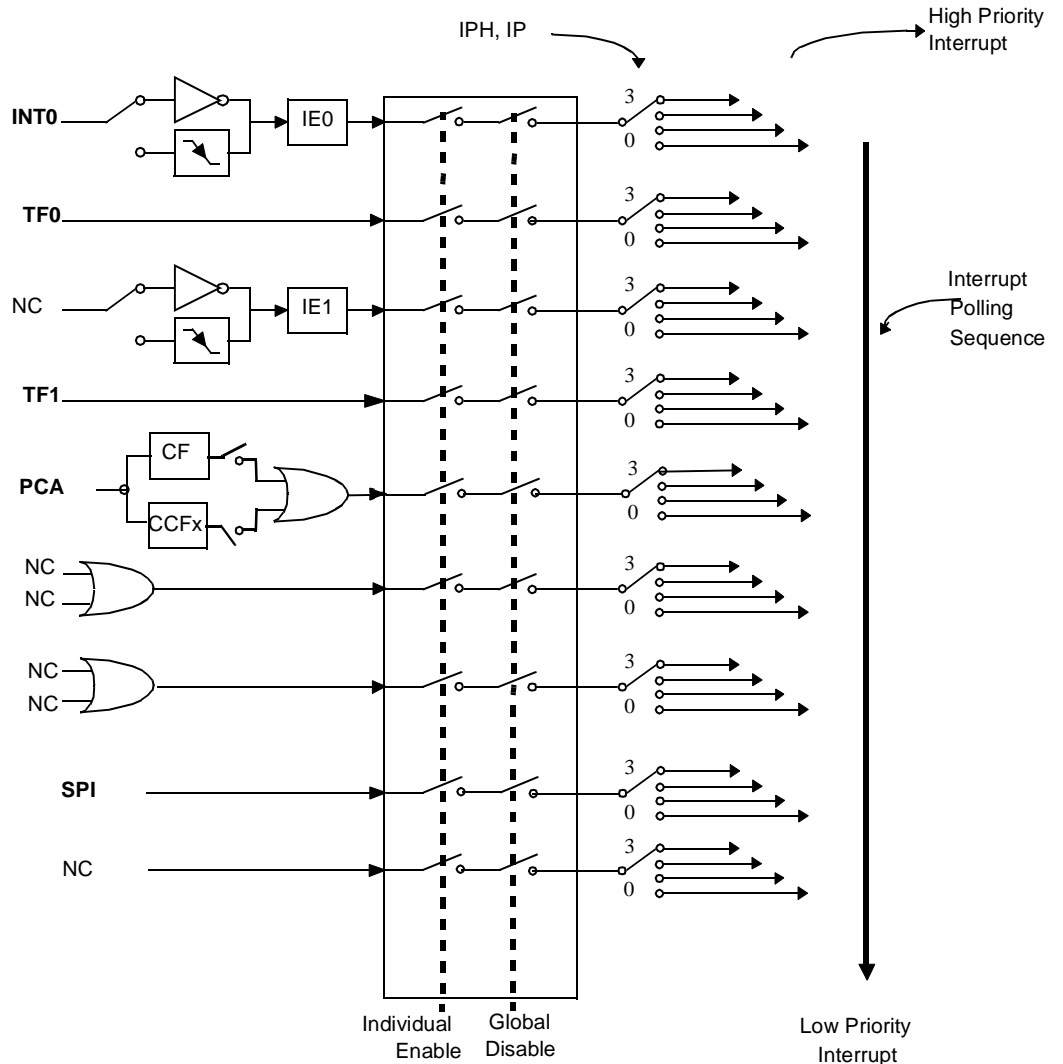 IPH, IP
High Priority
Interrupt
INT0
IE0
3
0
TF0
3
0
NC
IE1
3
0
Interrupt
Polling
Sequence
TF1
3
0
PCA
CF
CCFx
3
0
NC
NC
3
0
NC
NC
3
0
SPI
3
0
NC
3
0
Individual
Enable
Global
Disable
Low Priority
Interrupt